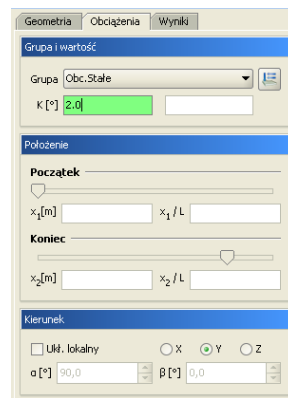 Geometria Obciążenia Wyniki
Grupa i wartość
Grupa Obc.Stałe
K [°] 2.0
Położenie
Początek
x1[m] x1 / L
Koniec
x2[m] x2 / L
Kierunek
Ukł. lokalny X Y Z
α [°] 90,0 β [°] 0,0